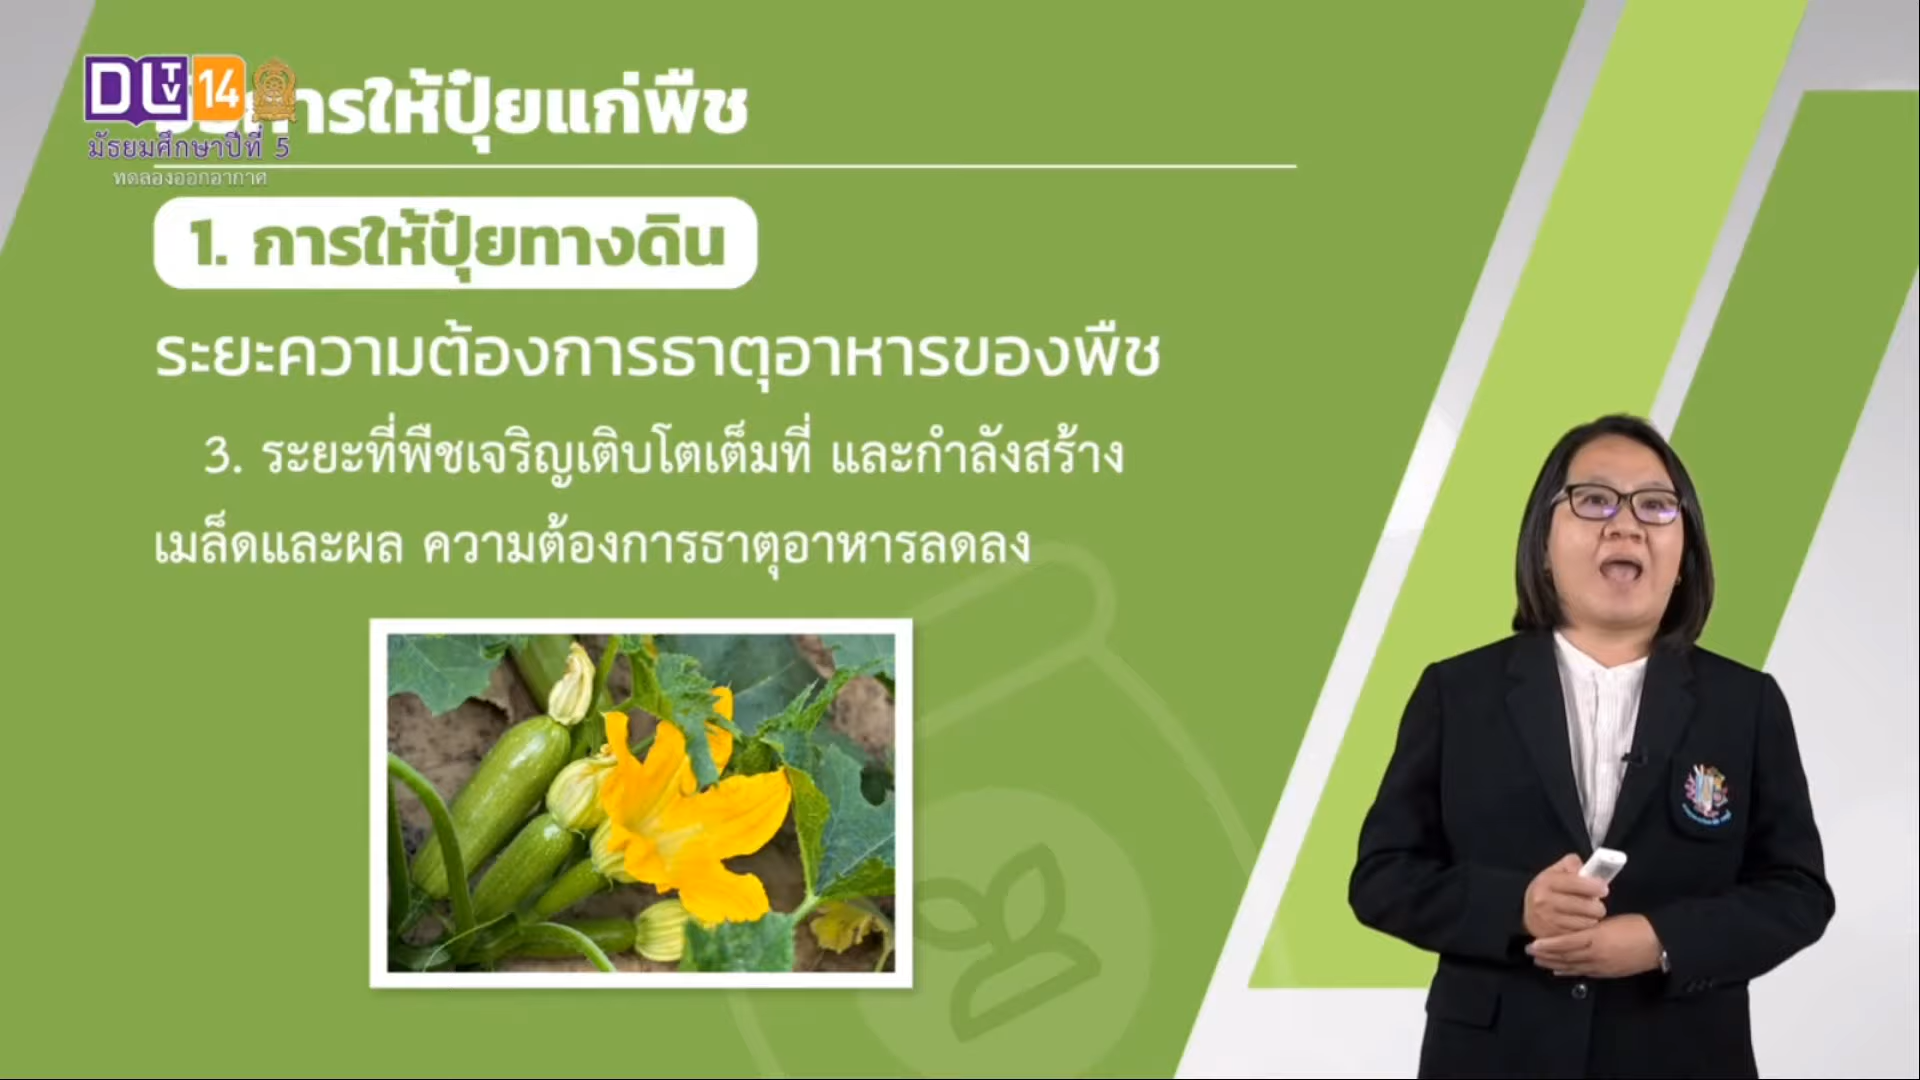 DLTV 14
การให้ปุ๋ยแก่พืช
มัธยมศึกษาปีที่ 5
ทดลองออกอากาศ
1. การให้ปุ๋ยทางดิน
ระยะความต้องการธาตุอาหารของพืช
3. ระยะที่พืชเจริญเติบโตเต็มที่ และกำลังสร้าง
เมล็ดและผล ความต้องการธาตุอาหารลดลง